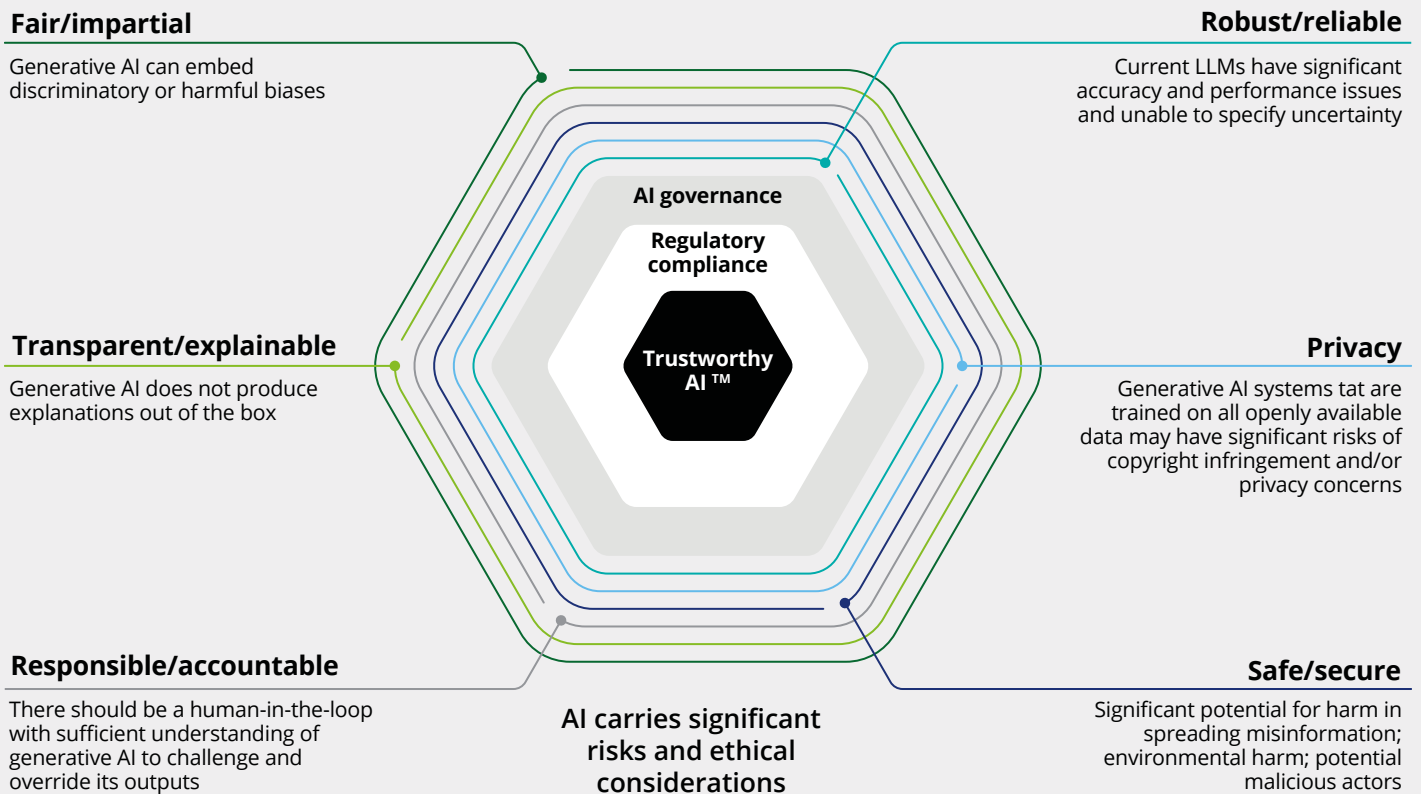 Fair/impartial
Generative AI can embed
discriminatory or harmful biases
Robust/reliable
Current LLMs have significant
accuracy and performance issues
and unable to specify uncertainty
AI governance
Regulatory
compliance
Trustworthy
AI ™
Transparent/explainable
Generative AI does not produce
explanations out of the box
Privacy
Generative AI systems tat are
trained on all openly available
data may have significant risks of
copyright infringement and/or
privacy concerns
Responsible/accountable
There should be a human-in-the-loop
with sufficient understanding of
generative AI to challenge and
override its outputs
AI carries significant
risks and ethical
considerations
Safe/secure
Significant potential for harm in
spreading misinformation;
environmental harm; potential
malicious actors